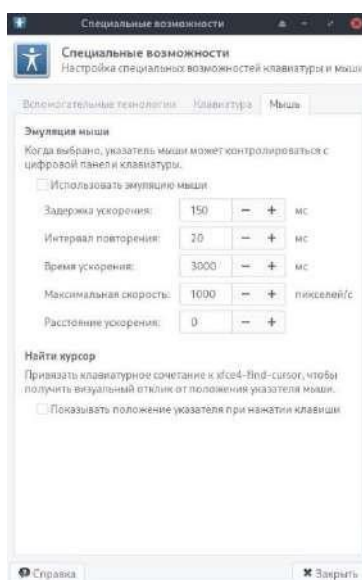 Специальные возможности
Специальные возможности
Настройка специальных возможностей клавиатуры и мыши
Вспомогательные технологии Клавиатура Мышь
Эмуляция мыши
Когда выбрано, указатель мыши может контролироваться с
цифровой панели клавиатуры.
Использовать эмуляцию мыши
Задержка ускорения: 150 − + мс
Интервал повторения: 20 − + мс
Время ускорения: 3000 − + мс
Максимальная скорость: 1000 − + пикселей/с
Расстояние ускорения: 0 − +
Найти курсор
Привязать клавиатурное сочетание к xfce4-find-cursor, чтобы
получить визуальный отклик от положения указателя мыши.
Показывать положение указателя при нажатии клавиши
Справка Закрыть